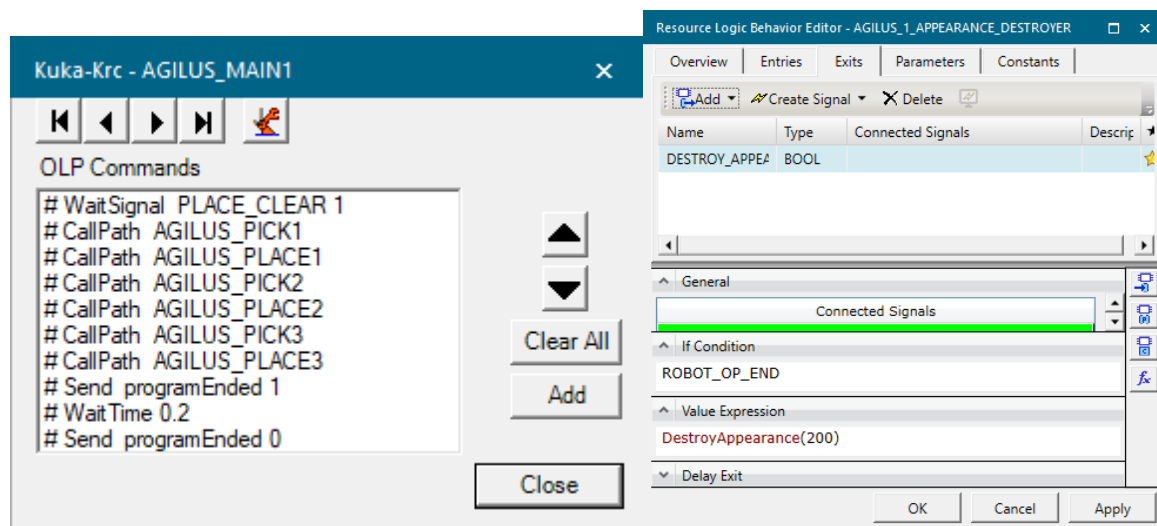 Kuka-Krc - AGILUS_MAIN1
OLP Commands
# WaitSignal PLACE_CLEAR 1
# CallPath AGILUS_PICK1
# CallPath AGILUS_PLACE1
# CallPath AGILUS_PICK2
# CallPath AGILUS_PLACE2
# CallPath AGILUS_PICK3
# CallPath AGILUS_PLACE3
# Send programEnded 1
# WaitTime 0.2
# Send programEnded 0
Clear All
Add
Close
Resource Logic Behavior Editor - AGILUS_1_APPEARANCE_DESTROYER
Overview Entries Exits Parameters Constants
Add Create Signal Delete
Name Type Connected Signals Descrip
DESTROY_APPEA BOOL
General
Connected Signals
If Condition
ROBOT_OP_END
Value Expression
DestroyAppearance(200)
Delay Exit
OK Cancel Apply